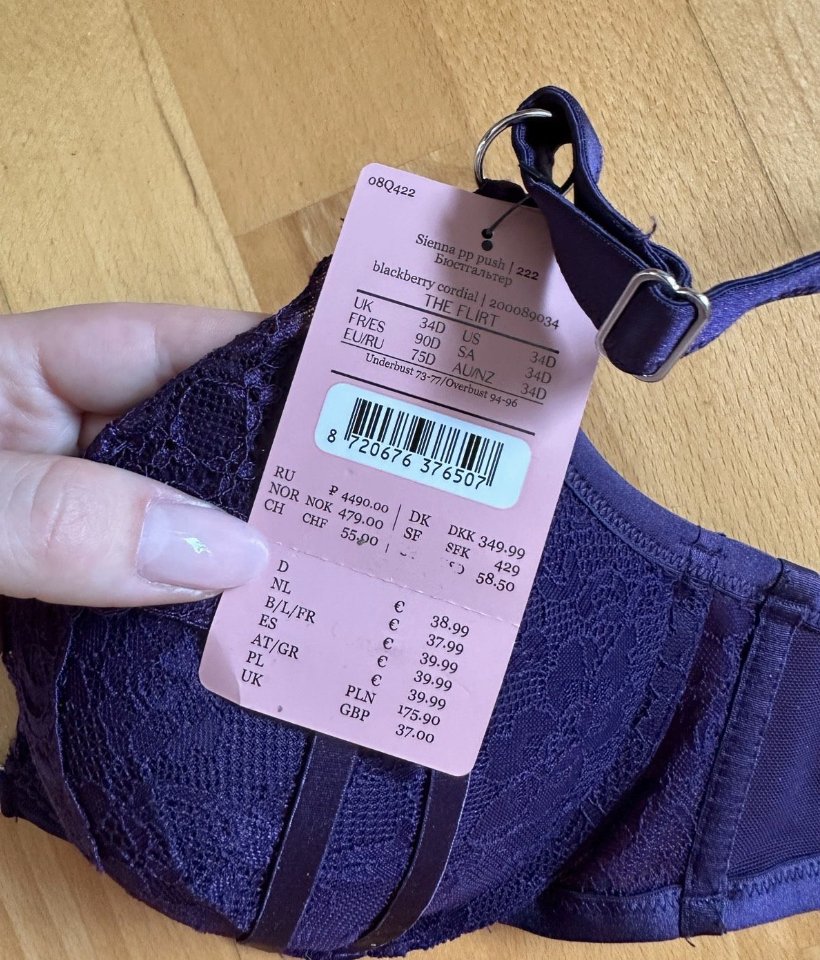 08Q422
Sienna pp push | 222
Бюстгальтер
blackberry cordial | 200089034
THE FLIRT
UK 34D US 34D
FR/ES 90D SA 34D
EU/RU 75D AU/NZ 34D
Underbust 73-77/Overbust 94-96
8 720676 376507
RU ₽ 4490.00 DK DKK 349.99
NOR NOK 479.00 SF SFK 429
CH CHF 55.90 58.50
D € 38.99
NL € 37.99
B/L/FR € 39.99
ES € 39.99
AT/GR € 39.99
PL PLN 175.90
UK GBP 37.00